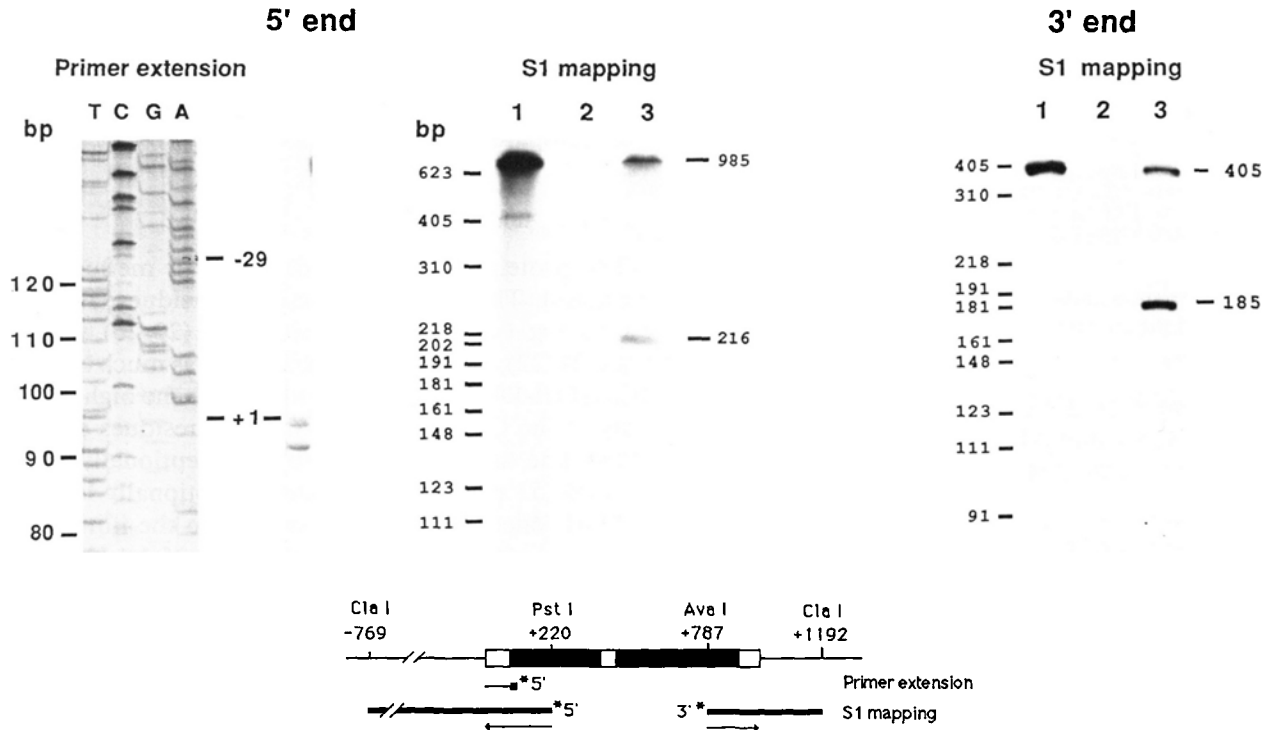 5' end
3' end
Primer extension
S1 mapping
S1 mapping
T C G A
bp
120
110
100
90
80
-29
+1
bp
1 2 3
623
405
310
218
202
191
181
161
148
123
111
985
216
1 2 3
405
310
218
191
181
161
148
123
111
91
405
185
Cla I
-769
Pst I
+220
Ava I
+787
Cla I
+1192
*5'
Primer extension
*5'
3'*
S1 mapping